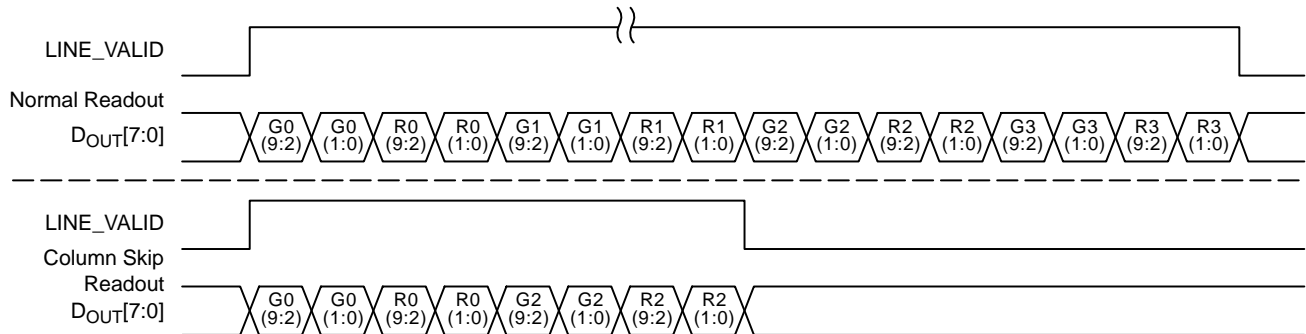 LINE_VALID
Normal Readout
DOUT[7:0]
G0 G0 R0 R0 G1 G1 R1 R1 G2 G2 R2 R2 G3 G3 R3 R3
(9:2) (1:0) (9:2) (1:0) (9:2) (1:0) (9:2) (1:0) (9:2) (1:0) (9:2) (1:0) (9:2) (1:0) (9:2) (1:0)
LINE_VALID
Column Skip
Readout
DOUT[7:0]
G0 G0 R0 R0 G2 G2 R2 R2
(9:2) (1:0) (9:2) (1:0) (9:2) (1:0) (9:2) (1:0)